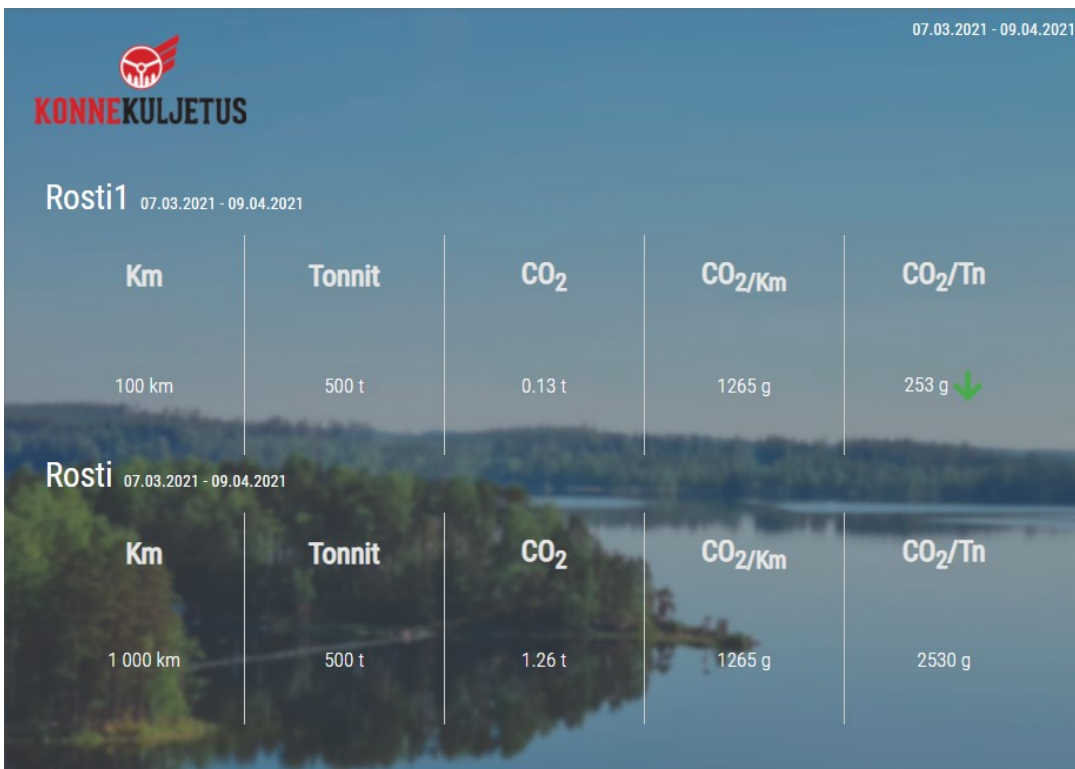 07.03.2021 - 09.04.2021
KONNEKULJETUS
Rosti1 07.03.2021 - 09.04.2021
Km Tonnit CO₂ CO₂/Km CO₂/Tn
100 km 500 t 0.13 t 1265 g 253 g
Rosti 07.03.2021 - 09.04.2021
Km Tonnit CO₂ CO₂/Km CO₂/Tn
1 000 km 500 t 1.26 t 1265 g 2530 g